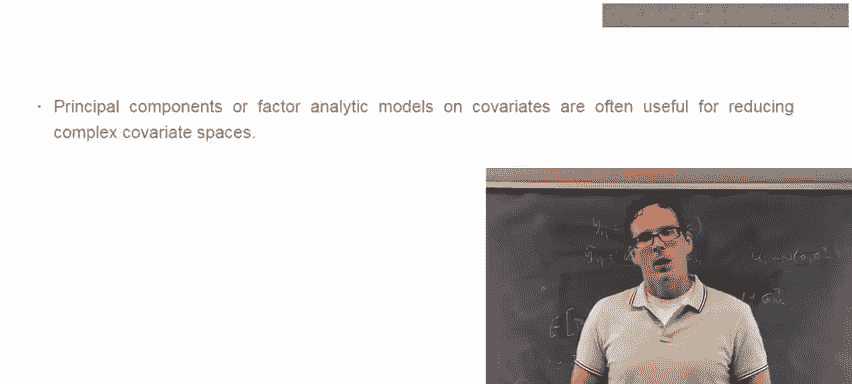 · Principal components or factor analytic models on covariates are often useful for reducing
complex covariate spaces.